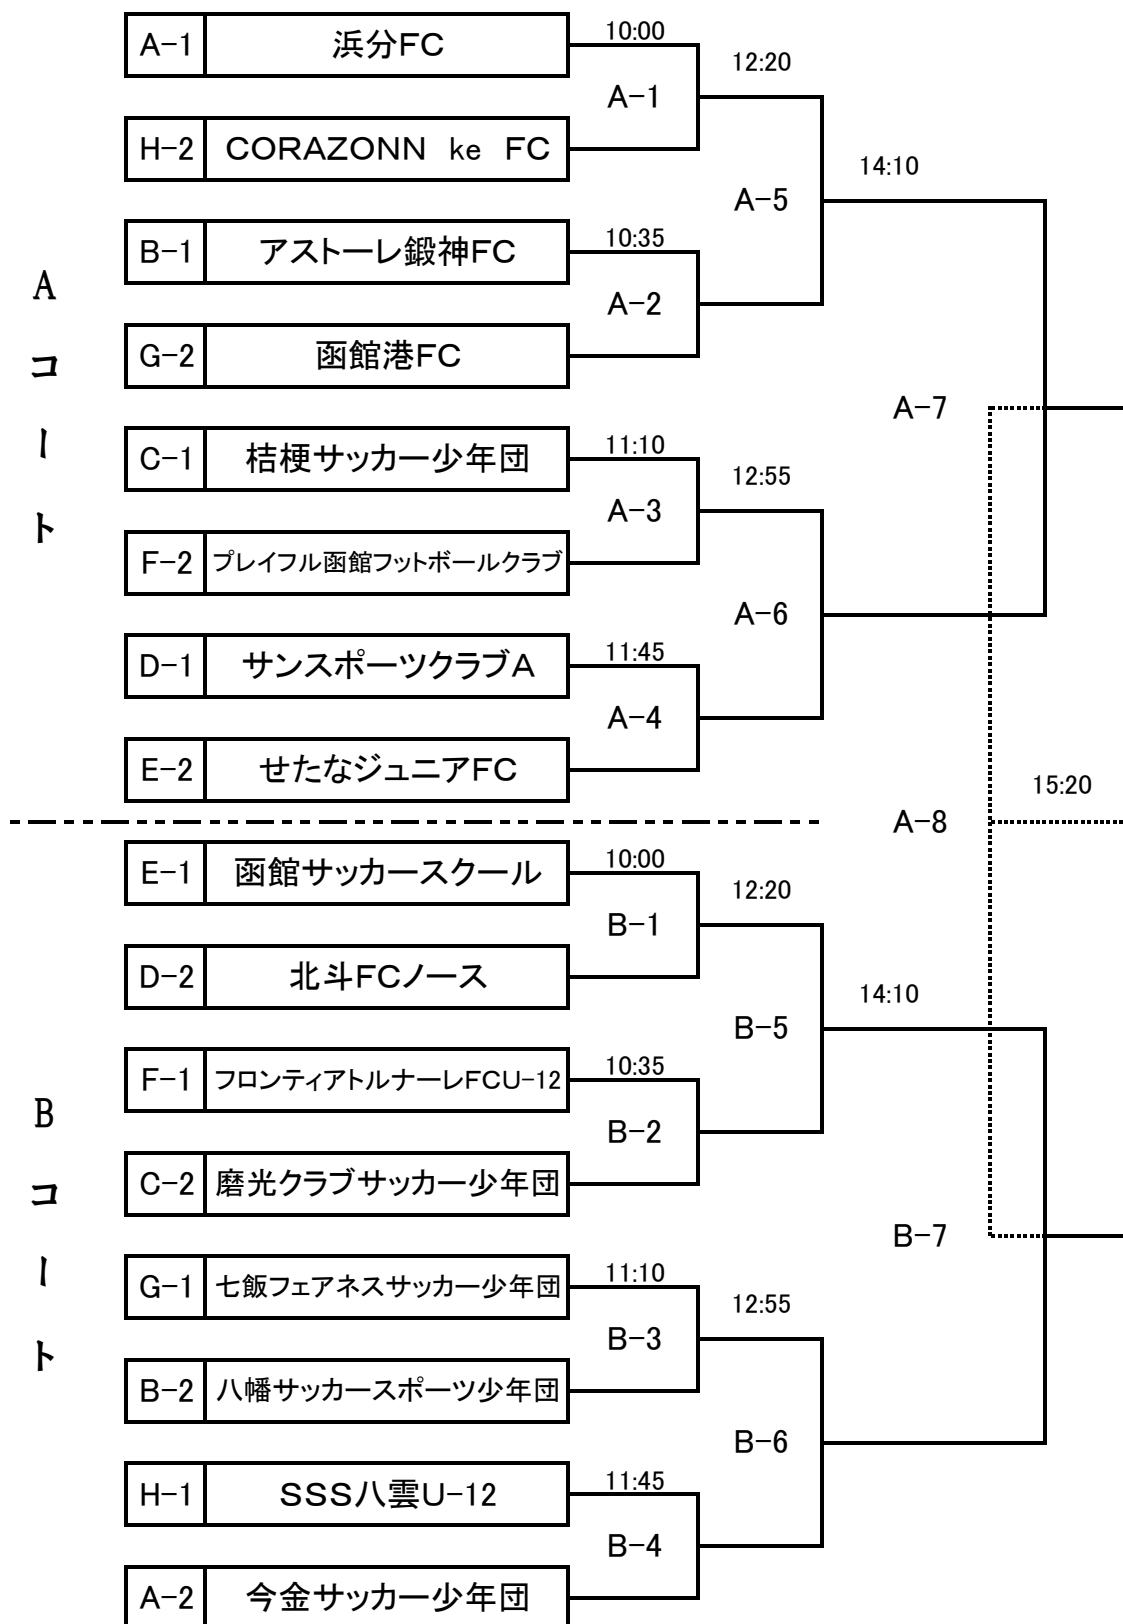 A-1 浜分FC
10:00
A-1
12:20
H-2 CORAZONN ke FC
A-5
14:10
B-1 アストーレ鍛神FC
10:35
A-2
G-2 函館港FC
Aコート
A-7
C-1 桔梗サッカー少年団
11:10
A-3
12:55
F-2 プレイフル函館フットボールクラブ
A-6
D-1 サンスポーツクラブA
11:45
A-4
E-2 せたなジュニアFC
A-8
15:20
E-1 函館サッカースクール
10:00
B-1
12:20
D-2 北斗FCノース
B-5
14:10
F-1 フロンティアトルナーレFCU-12
10:35
B-2
C-2 磨光クラブサッカー少年団
Bコート
B-7
G-1 七飯フェアネスサッカー少年団
11:10
B-3
12:55
B-2 八幡サッカースポーツ少年団
B-6
H-1 SSS八雲U-12
11:45
B-4
A-2 今金サッカー少年団